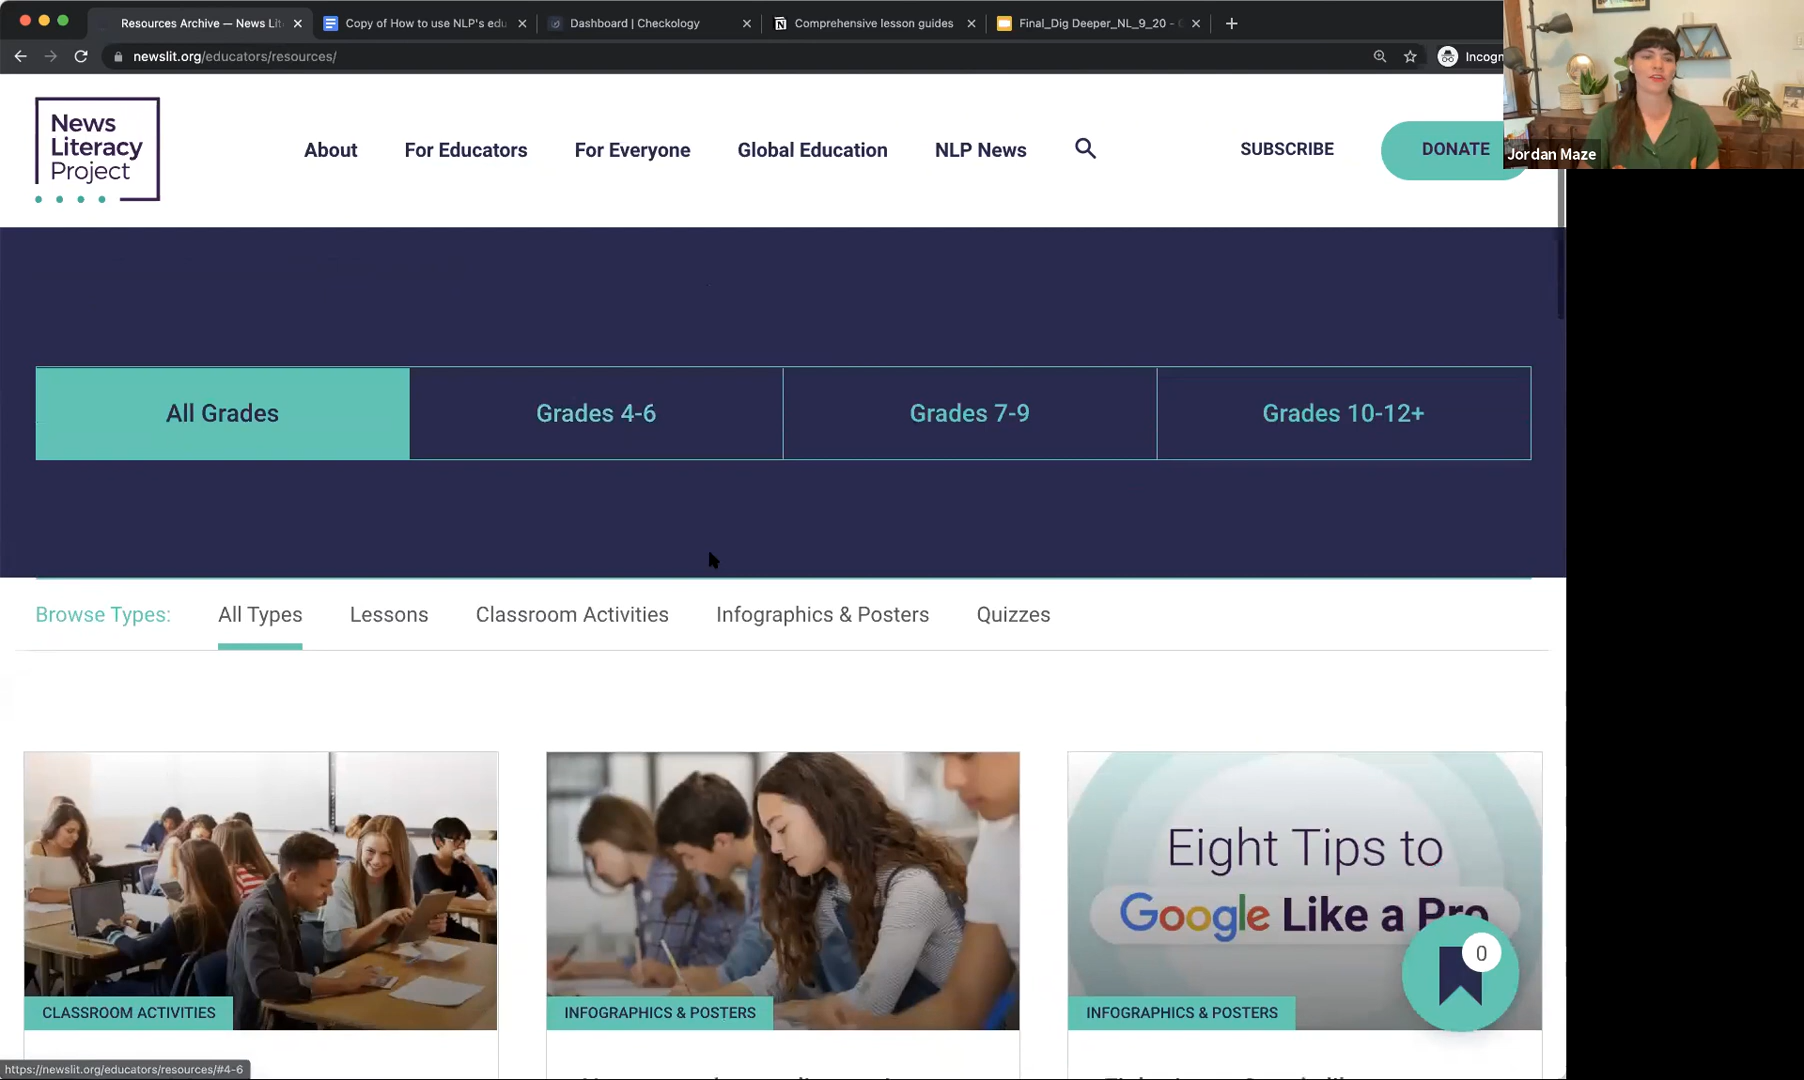 Resources Archive — News Lit
Copy of How to use NLP's edu
Dashboard | Checkology
Comprehensive lesson guides
Final_Dig Deeper_NL_9_20 - G
newslit.org/educators/resources/
Incogn
News
Literacy
Project
About
For Educators
For Everyone
Global Education
NLP News
SUBSCRIBE
DONATE
Jordan Maze
All Grades
Grades 4-6
Grades 7-9
Grades 10-12+
Browse Types:
All Types
Lessons
Classroom Activities
Infographics & Posters
Quizzes
Eight Tips to
Google Like a Pro
0
CLASSROOM ACTIVITIES
INFOGRAPHICS & POSTERS
INFOGRAPHICS & POSTERS
https://newslit.org/educators/resources/#4-6